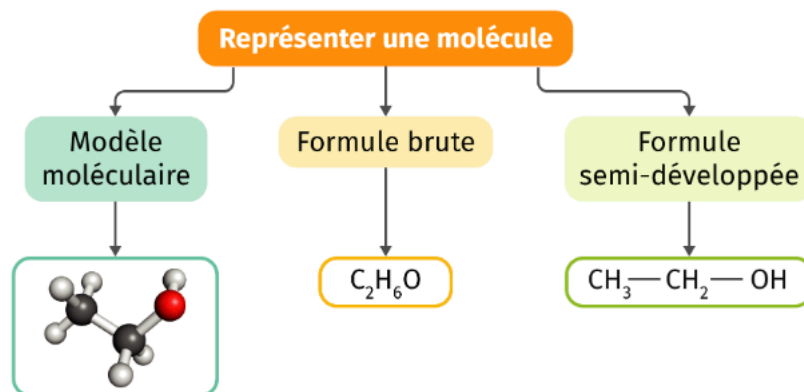 Représenter une molécule
Modèle
moléculaire
Formule brute
Formule
semi-développée
C₂H₆O
CH₃—CH₂—OH